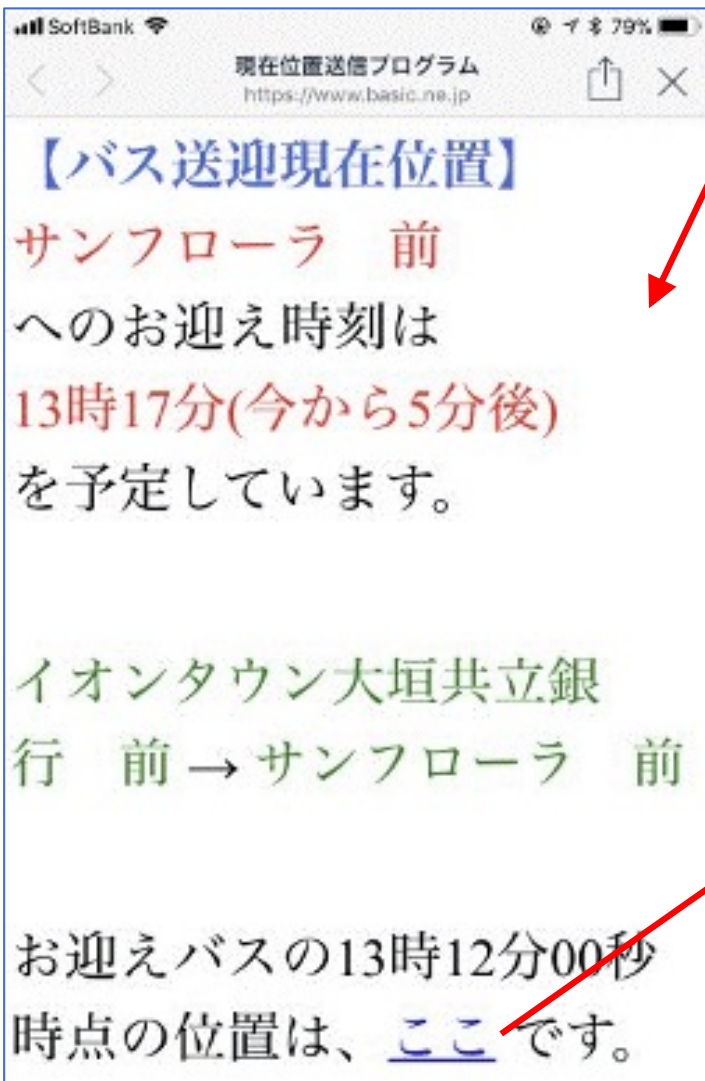 SoftBank 79%
現在位置送信プログラム
https://www.basic.ne.jp
【バス送迎現在位置】
サンフローラ　前
へのお迎え時刻は
13時17分(今から5分後)
を予定しています。
イオンタウン大垣共立銀
行　前→サンフローラ　前
お迎えバスの13時12分00秒
時点の位置は、ここです。